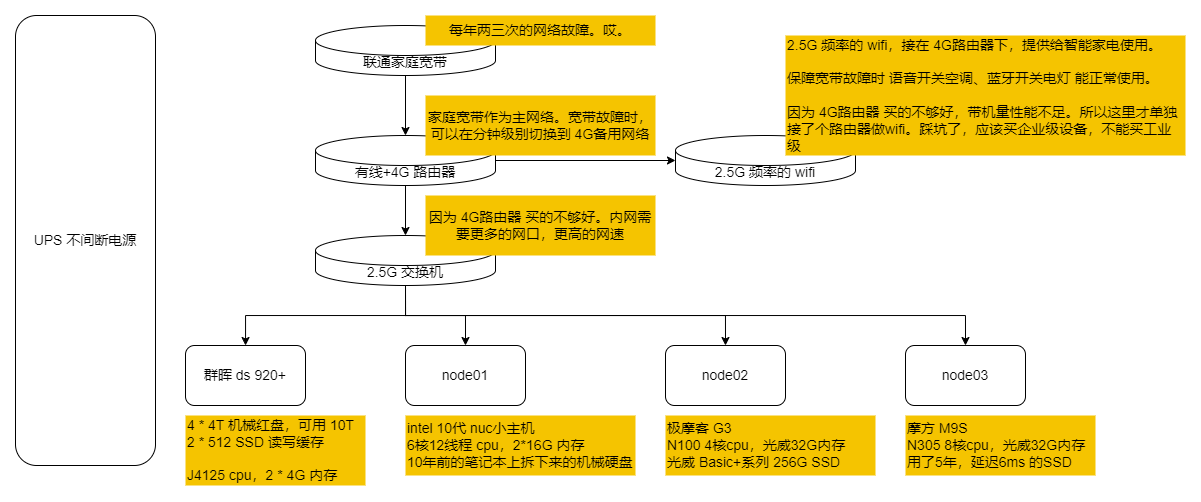 UPS 不间断电源
每年两三次的网络故障。哎。
联通家庭宽带
家庭宽带作为主网络。宽带故障时，
可以在分钟级别切换到 4G备用网络
有线+4G 路由器
2.5G 频率的 wifi，接在 4G路由器下，提供给智能家电使用。
保障宽带故障时 语音开关空调、蓝牙开关电灯 能正常使用。
因为 4G路由器 买的不够好，带机量性能不足。所以这里才单独
接了个路由器做wifi。踩坑了，应该买企业级设备，不能买工业
级
2.5G 频率的 wifi
因为 4G路由器 买的不够好。内网需
要更多的网口，更高的网速
2.5G 交换机
群晖 ds 920+
node01
node02
node03
4 * 4T 机械红盘，可用 10T
2 * 512 SSD 读写缓存
J4125 cpu，2 * 4G 内存
intel 10代 nuc小主机
6核12线程 cpu，2*16G 内存
10年前的笔记本上拆下来的机械硬盘
极摩客 G3
N100 4核cpu，光威32G内存
光威 Basic+系列 256G SSD
摩方 M9S
N305 8核cpu，光威32G内存
用了5年，延迟6ms 的SSD